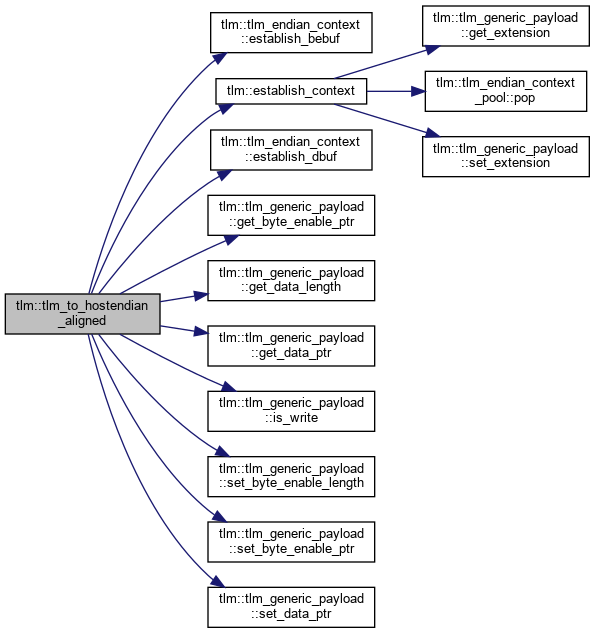 tlm::tlm_to_hostendian
_aligned
tlm::tlm_endian_context
::establish_bebuf
tlm::establish_context
tlm::tlm_endian_context
::establish_dbuf
tlm::tlm_generic_payload
::get_byte_enable_ptr
tlm::tlm_generic_payload
::get_data_length
tlm::tlm_generic_payload
::get_data_ptr
tlm::tlm_generic_payload
::is_write
tlm::tlm_generic_payload
::set_byte_enable_length
tlm::tlm_generic_payload
::set_byte_enable_ptr
tlm::tlm_generic_payload
::set_data_ptr
tlm::tlm_generic_payload
::get_extension
tlm::tlm_endian_context
_pool::pop
tlm::tlm_generic_payload
::set_extension